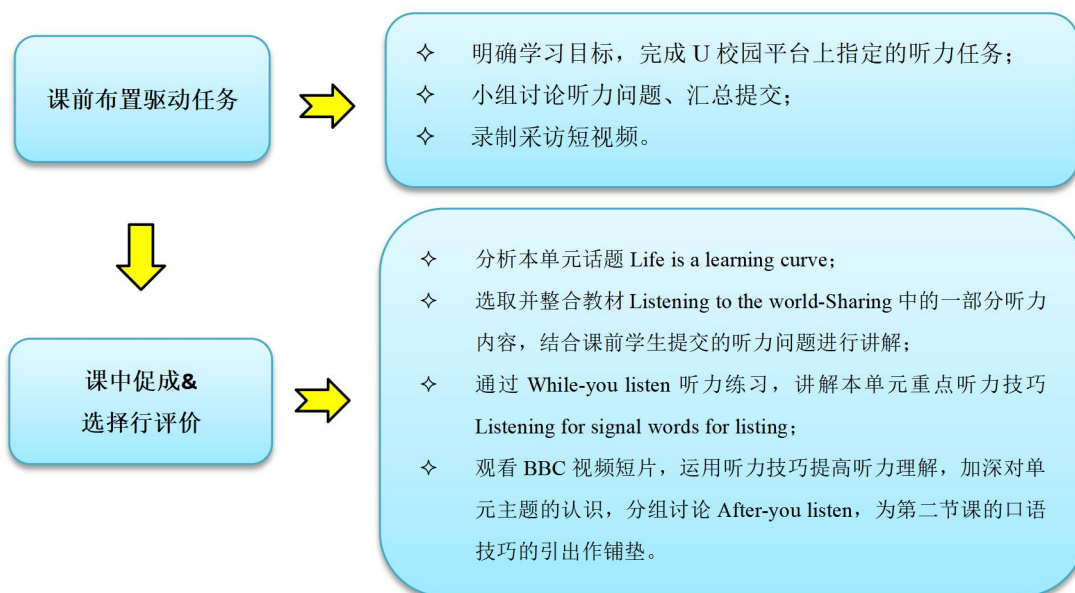 课前布置驱动任务
✧ 明确学习目标，完成 U 校园平台上指定的听力任务；
✧ 小组讨论听力问题、汇总提交；
✧ 录制采访短视频。
课中促成&
选择行评价
✧ 分析本单元话题 Life is a learning curve；
✧ 选取并整合教材 Listening to the world-Sharing 中的一部分听力
内容，结合课前学生提交的听力问题进行讲解；
✧ 通过 While-you listen 听力练习，讲解本单元重点听力技巧
Listening for signal words for listing；
✧ 观看 BBC 视频短片，运用听力技巧提高听力理解，加深对单
元主题的认识，分组讨论 After-you listen，为第二节课的口语
技巧的引出作铺垫。